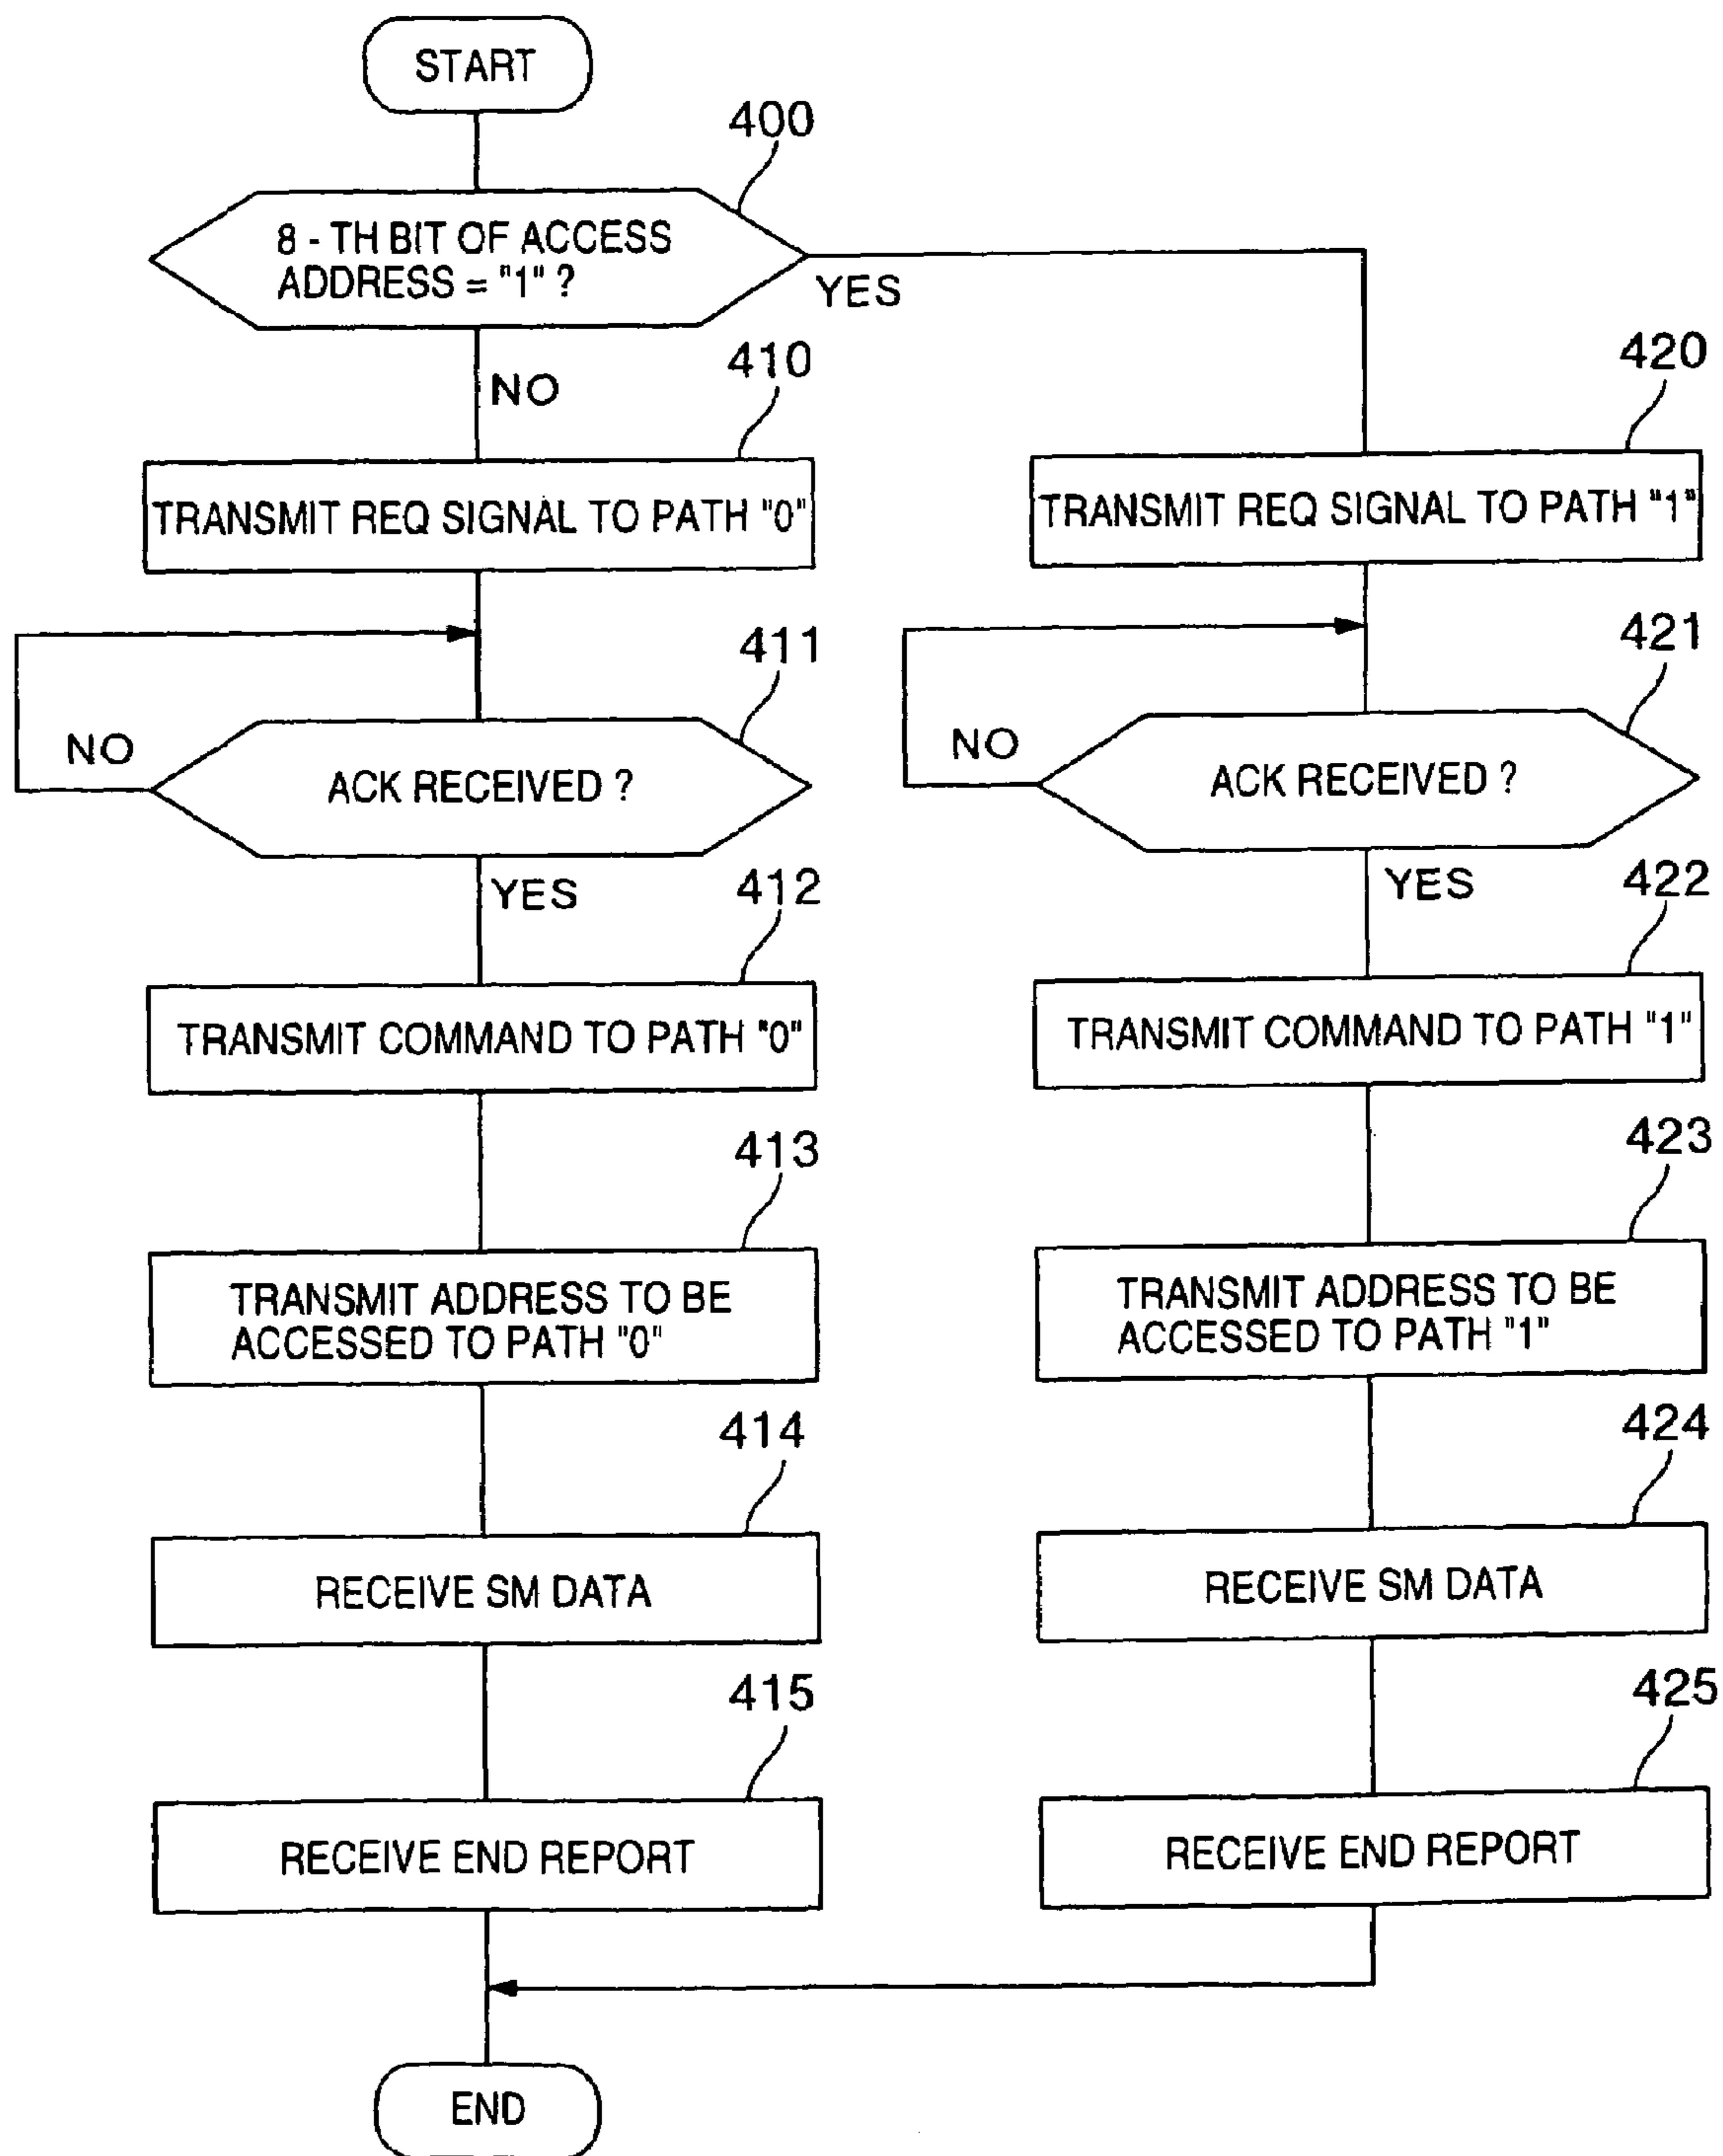 START
400
8 - TH BIT OF ACCESS
ADDRESS = "1" ?
YES
NO
410
TRANSMIT REQ SIGNAL TO PATH "0"
420
TRANSMIT REQ SIGNAL TO PATH "1"
411
NO
ACK RECEIVED ?
YES
421
NO
ACK RECEIVED ?
YES
412
TRANSMIT COMMAND TO PATH "0"
422
TRANSMIT COMMAND TO PATH "1"
413
TRANSMIT ADDRESS TO BE
ACCESSED TO PATH "0"
423
TRANSMIT ADDRESS TO BE
ACCESSED TO PATH "1"
414
RECEIVE SM DATA
424
RECEIVE SM DATA
415
RECEIVE END REPORT
425
RECEIVE END REPORT
END